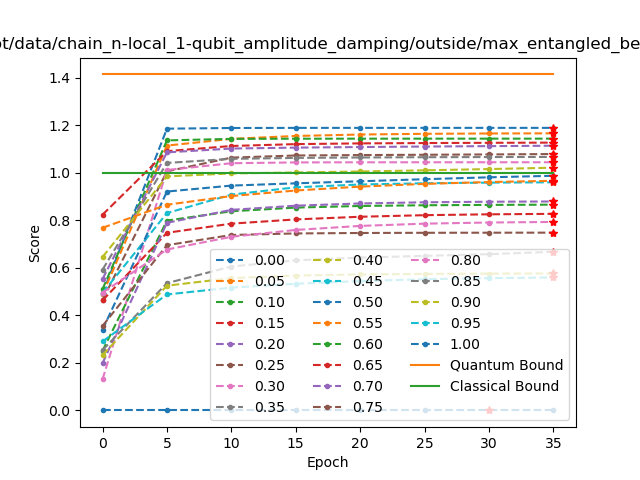 ot/data/chain_n-local_1-qubit_amplitude_damping/outside/max_entangled_be
1.4
1.2
1.0
0.8
0.6
0.4
0.2
0.0
Score
0 5 10 15 20 25 30 35
Epoch
0.00 0.40 0.80
0.05 0.45 0.85
0.10 0.50 0.90
0.15 0.55 0.95
0.20 0.60 1.00
0.25 0.65 Quantum Bound
0.30 0.70 Classical Bound
0.35 0.75